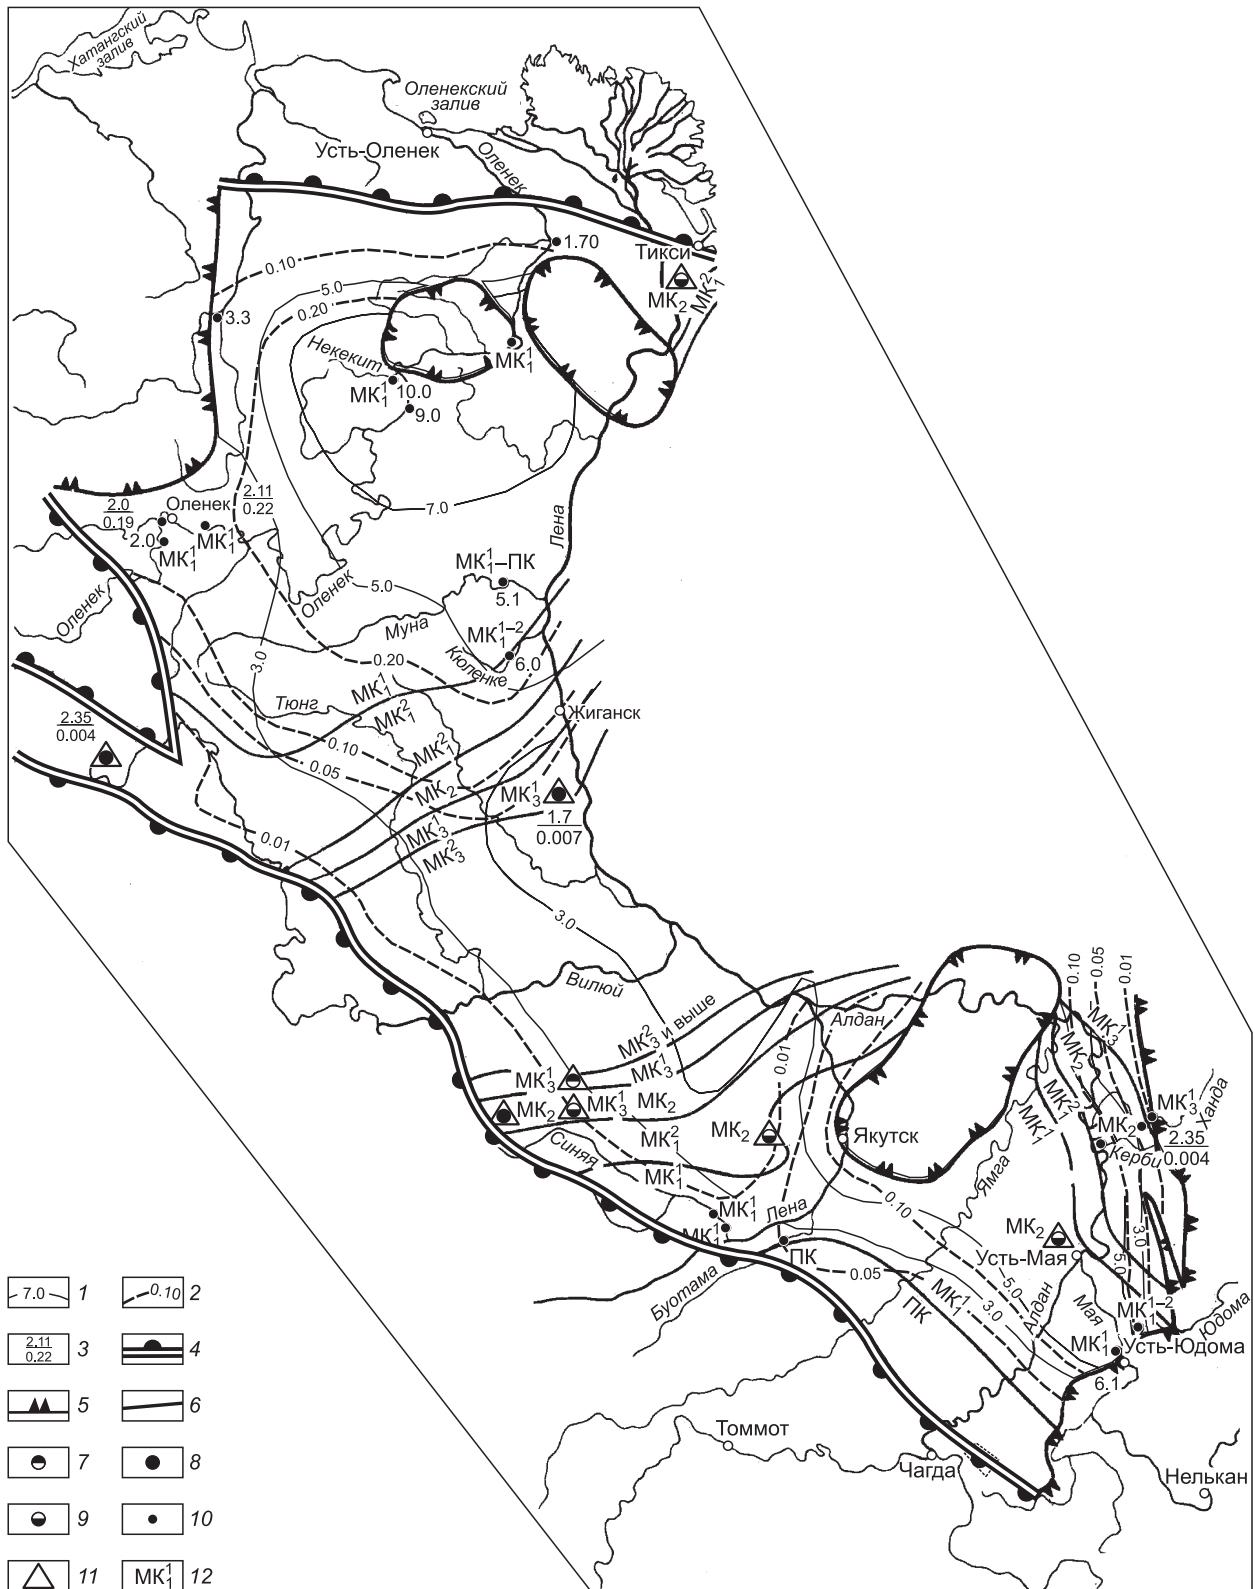 Хатангский
залив
Оленекский
залив
Усть-Оленек
Оленек
1.70
Тикси
0.10
МК₂
МК₁²
5.0
0.20
3.3
Некекит
МК₁¹
МК₁¹
10.0
9.0
2.11
0.22
7.0
2.0
0.19
Оленек
2.0
МК₁¹
МК₁¹
Лена
МК₁¹–ПК
5.1
Оленек
Оленек
5.0
Муна
МК₁¹⁻²
6.0
Кюленке
3.0
0.20
Тюнг
МК₁¹
МК₁²
Жиганск
2.35
0.004
0.10
0.05
МК₁²
МК₂
МК₃¹
1.7
0.007
МК₃¹
МК₃²
0.01
3.0
Вилюй
МК₃² и выше
МК₃¹
Алдан
0.10
0.05
0.01
МК₃¹
МК₂
МК₁²
МК₁¹
0.01
МК₃¹
МК₃¹
МК₂
МК₂
МК₂
Синяя
МК₁²
МК₁¹
Якутск
МК₃¹
Ханда
МК₂
2.35
0.004
Керби
Ямга
0.10
МК₁¹
МК₁¹
Лена
ПК
МК₂
Усть-Мая
3.0
5.0
0.05
Буотама
МК₁¹
ПК
5.0
3.0
Алдан
Мая
МК₁¹⁻²
Юдома
МК₁¹
Усть-Юдома
6.1
Томмот
Чагда
Нелькан
7.0 1
0.10 2
2.11
0.22
3
4
5
6
7
8
9
10
11
МК₁¹ 12